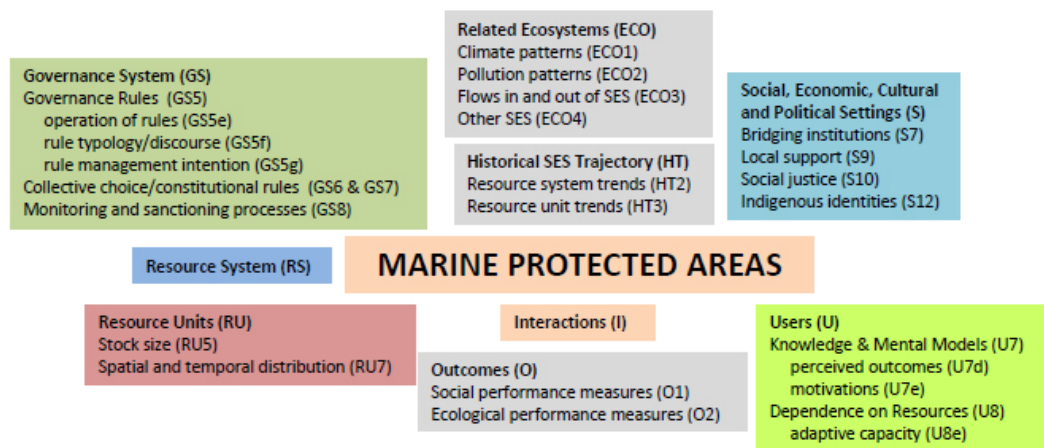 Governance System (GS)
Governance Rules (GS5)
operation of rules (GS5e)
rule typology/discourse (GS5f)
rule management intention (GS5g)
Collective choice/constitutional rules (GS6 & GS7)
Monitoring and sanctioning processes (GS8)
Related Ecosystems (ECO)
Climate patterns (ECO1)
Pollution patterns (ECO2)
Flows in and out of SES (ECO3)
Other SES (ECO4)
Historical SES Trajectory (HT)
Resource system trends (HT2)
Resource unit trends (HT3)
Social, Economic, Cultural
and Political Settings (S)
Bridging institutions (S7)
Local support (S9)
Social justice (S10)
Indigenous identities (S12)
Resource System (RS)
MARINE PROTECTED AREAS
Resource Units (RU)
Stock size (RU5)
Spatial and temporal distribution (RU7)
Interactions (I)
Outcomes (O)
Social performance measures (O1)
Ecological performance measures (O2)
Users (U)
Knowledge & Mental Models (U7)
perceived outcomes (U7d)
motivations (U7e)
Dependence on Resources (U8)
adaptive capacity (U8e)